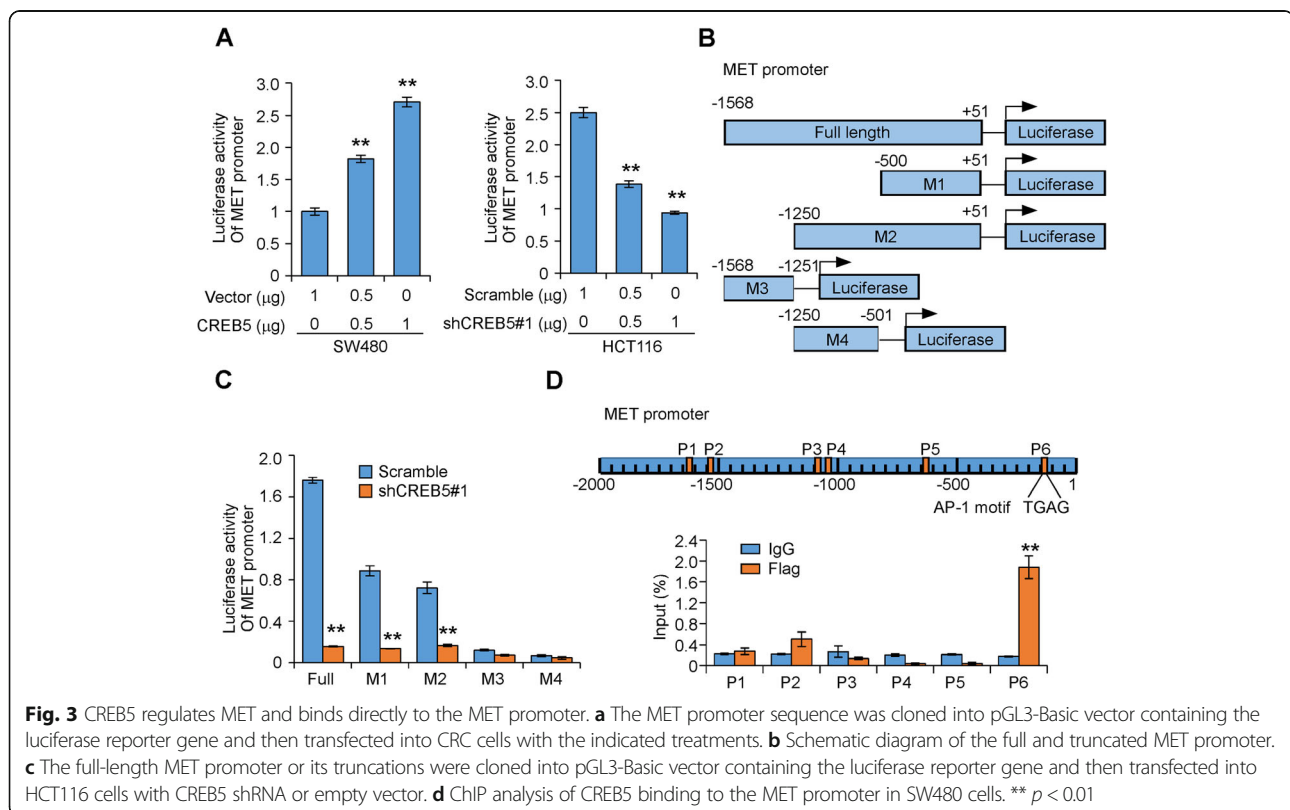 A
Luciferase activity
Of MET promoter
3.0
2.5
2.0
1.5
1
0.5
0
**
**
Vector (μg) 1 0.5 0
CREB5 (μg) 0 0.5 1
SW480
Luciferase activity
Of MET promoter
3.0
2.5
2.0
1.5
1
0.5
0
**
**
Scramble (μg) 1 0.5 0
shCREB5#1 (μg) 0 0.5 1
HCT116
B
MET promoter
-1568 +51
Full length Luciferase
-500 +51
M1 Luciferase
-1250 +51
M2 Luciferase
-1568 -1251
M3 Luciferase
-1250 -501
M4 Luciferase
C
Luciferase activity
Of MET promoter
2.0
1.6
1.2
0.8
0.4
0
Scramble
shCREB5#1
** ** **
Full M1 M2 M3 M4
D
MET promoter
P1 P2 P3 P4 P5 P6
-2000 -1500 -1000 -500 1
AP-1 motif TGAG
Input (%)
2.4
2.0
1.6
1.2
0.8
0.4
0
IgG
Flag
**
P1 P2 P3 P4 P5 P6
Fig. 3 CREB5 regulates MET and binds directly to the MET promoter. a The MET promoter sequence was cloned into pGL3-Basic vector containing the
luciferase reporter gene and then transfected into CRC cells with the indicated treatments. b Schematic diagram of the full and truncated MET promoter.
c The full-length MET promoter or its truncations were cloned into pGL3-Basic vector containing the luciferase reporter gene and then transfected into
HCT116 cells with CREB5 shRNA or empty vector. d ChIP analysis of CREB5 binding to the MET promoter in SW480 cells. ** p < 0.01